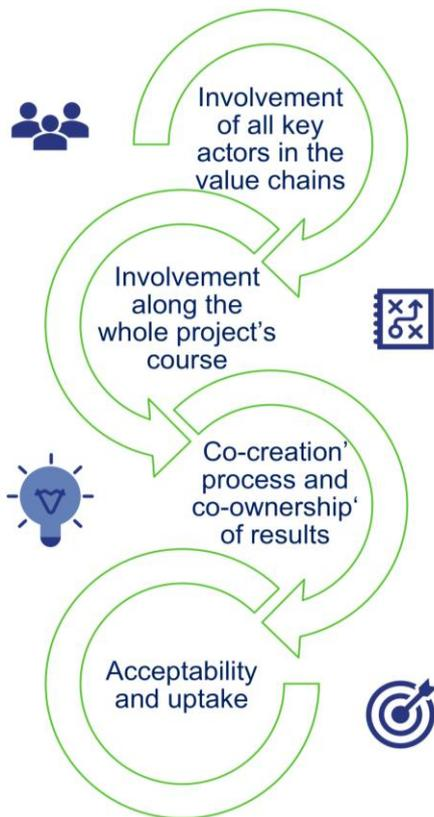 Involvement
of all key
actors in the
value chains
Involvement
along the
whole project's
course
Co-creation’
process and
co-ownership‘
of results
Acceptability
and uptake